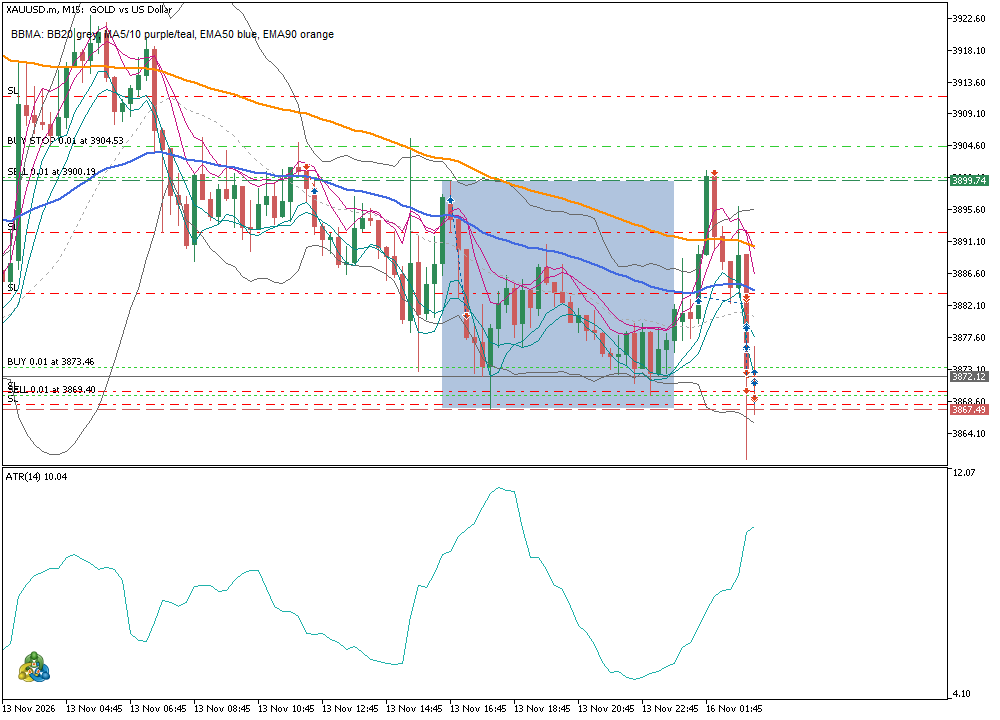 XAUUSD.m, M15: GOLD vs US Dollar
BBMA: BB20 grey, MA5/10 purple/teal, EMA50 blue, EMA90 orange
SL
BUY STOP 0.01 at 3904.53
SELL 0.01 at 3900.19
SL
SL
BUY 0.01 at 3873.46
SELL 0.01 at 3869.40
SL
3922.60
3918.10
3913.60
3909.10
3904.60
3899.74
3895.60
3891.10
3886.60
3882.10
3877.60
3873.10
3872.12
3868.60
3867.49
3864.10
ATR(14) 10.04
12.07
4.10
13 Nov 2026
13 Nov 04:45
13 Nov 06:45
13 Nov 08:45
13 Nov 10:45
13 Nov 12:45
13 Nov 14:45
13 Nov 16:45
13 Nov 18:45
13 Nov 20:45
13 Nov 22:45
16 Nov 01:45